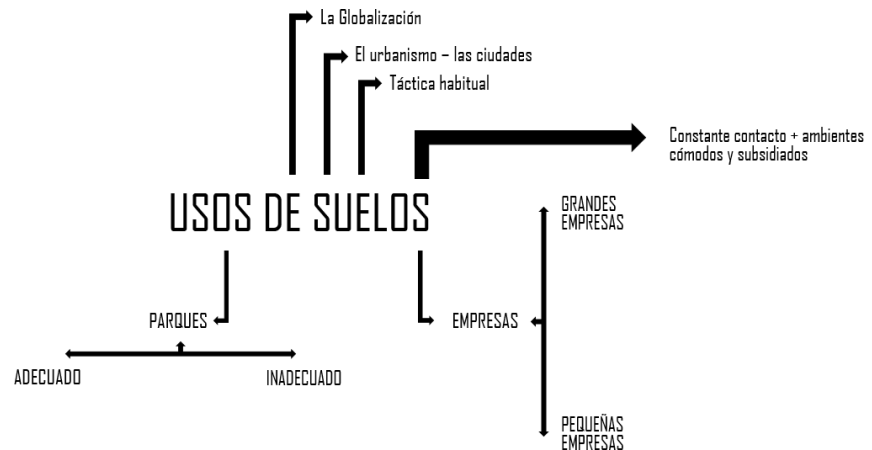 La Globalización
El urbanismo – las ciudades
Táctica habitual
Constante contacto + ambientes
cómodos y subsidiados
USOS DE SUELOS
GRANDES
EMPRESAS
PARQUES
EMPRESAS
ADECUADO
INADECUADO
PEQUEÑAS
EMPRESAS